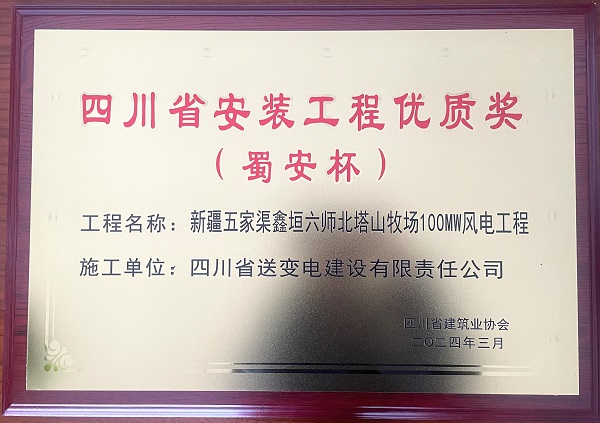 四川省安装工程优质奖
（蜀安杯）
工程名称：新疆五家渠鑫垣六师北塔山牧场100MW风电工程
施工单位：四川省送变电建设有限责任公司
四川省建筑业协会
二〇二四年三月